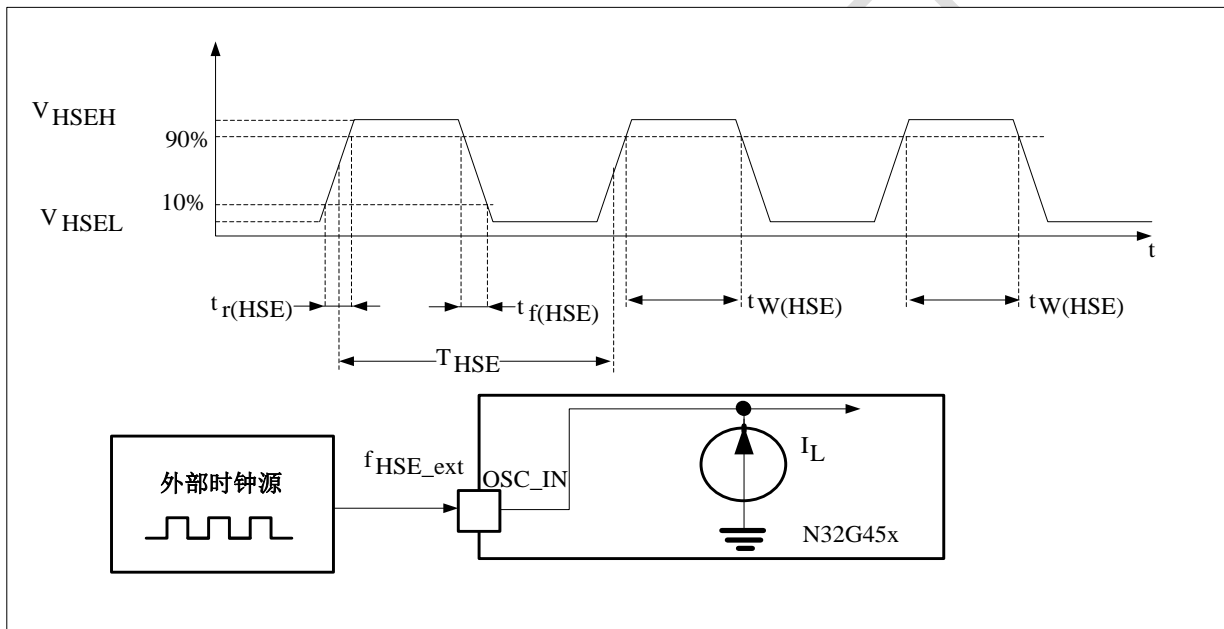 V HSEH
90%
10%
V HSEL
t
t r(HSE)
t f(HSE)
t W(HSE)
t W(HSE)
T HSE
外部时钟源
f HSE_ext
OSC_IN
I L
N32G45x